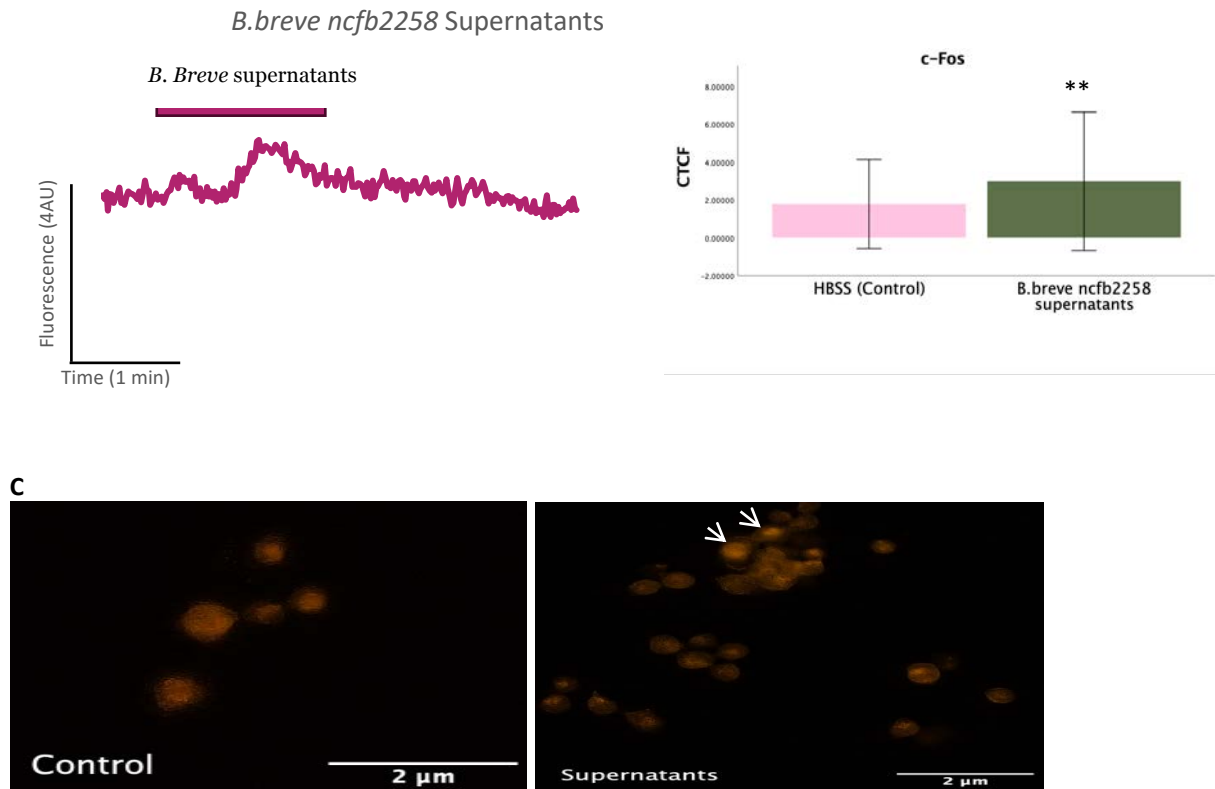 B.breve ncfb2258 Supernatants
B. Breve supernatants
Fluorescence (4AU)
Time (1 min)
c-Fos
**
8.00000
6.00000
4.00000
2.00000
0.00000
-2.00000
CTCF
HBSS (Control)
B.breve ncfb2258
supernatants
C
Control
2 μm
Supernatants
2 μm